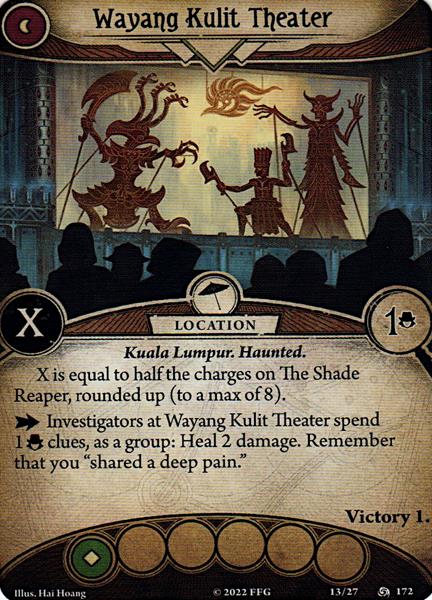 Wayang Kulit Theater
X
1
LOCATION
Kuala Lumpur. Haunted.
X is equal to half the charges on The Shade
Reaper, rounded up (to a max of 8).
Investigators at Wayang Kulit Theater spend
1 clues, as a group: Heal 2 damage. Remember
that you “shared a deep pain.”
Victory 1.
Illus. Hai Hoang © 2022 FFG 13/27 172